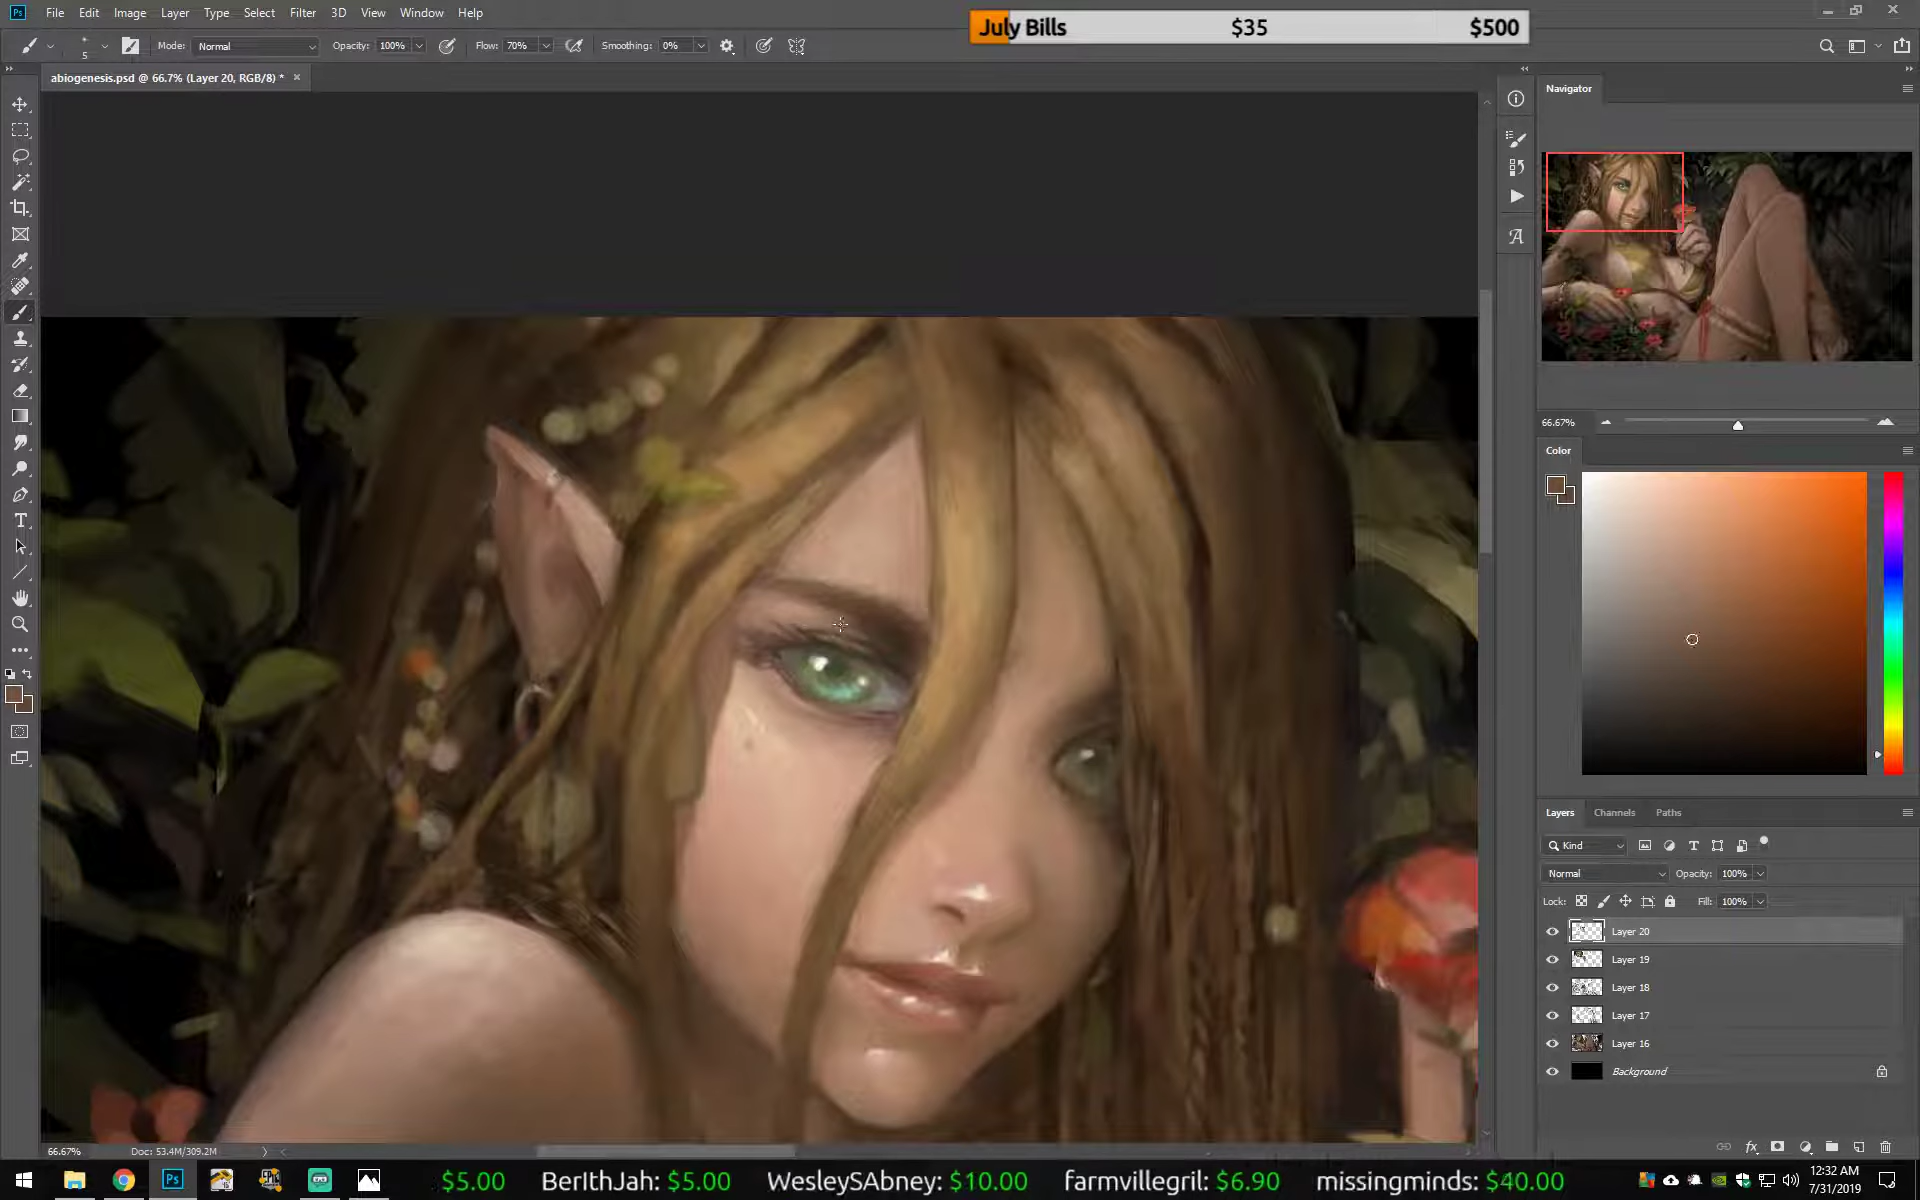 Ps File Edit Image Layer Type Select Filter 3D View Window Help
July Bills $35 $500
5 Mode: Normal Opacity: 100% Flow: 70% Smoothing: 0%
abiogenesis.psd @ 66.7% (Layer 20, RGB/8) *
Navigator
66.67%
Color
Layers Channels Paths
Kind
Normal Opacity: 100%
Lock: Fill: 100%
Layer 20
Layer 19
Layer 18
Layer 17
Layer 16
Background
66.67% Doc: 53.4M/309.2M
$5.00 BerIthJah: $5.00 WesleySAbney: $10.00 farmvillegril: $6.90 missingminds: $40.00
12:32 AM
7/31/2019